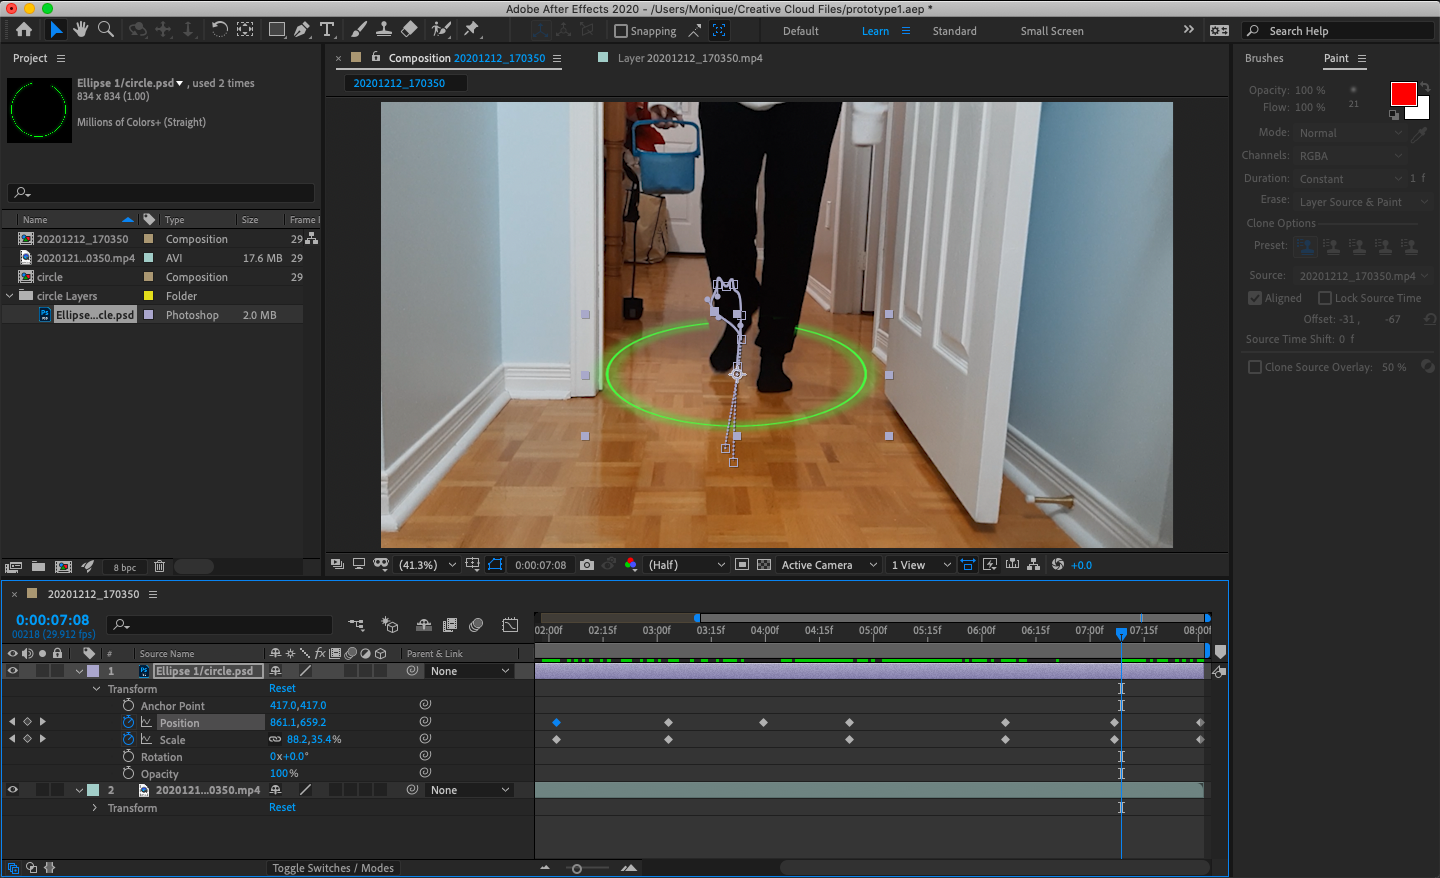 Adobe After Effects 2020 - /Users/Monique/Creative Cloud Files/prototype1.aep *
Snapping
Default
Learn
Standard
Small Screen
Search Help
Project
Ellipse 1/circle.psd , used 2 times
834 x 834 (1.00)
Millions of Colors+ (Straight)
Name Type Size Frame
20201212_170350 Composition 29
2020121...0350.mp4 AVI 17.6 MB 29
circle Composition 29
circle Layers Folder
Ellipse...cle.psd Photoshop 2.0 MB
8 bpc
Composition 20201212_170350
Layer 20201212_170350.mp4
20201212_170350
(41.3%) 0:00:07:08 (Half) Active Camera 1 View +0.0
Brushes Paint
Opacity: 100 %
Flow: 100 %
21
Mode: Normal
Channels: RGBA
Duration: Constant 1 f
Erase: Layer Source & Paint
Clone Options
Preset:
Source: 20201212_170350.mp4
Aligned Lock Source Time
Offset: -31 , -67
Source Time Shift: 0 f
Clone Source Overlay: 50 %
20201212_170350
0:00:07:08
00218 (29.912 fps)
02:00f 02:15f 03:00f 03:15f 04:00f 04:15f 05:00f 05:15f 06:00f 06:15f 07:00f 07:15f 08:00f
# Source Name fx Parent & Link
1 Ellipse 1/circle.psd None
Transform Reset
Anchor Point 417.0,417.0
Position 861.1,659.2
Scale 88.2,35.4%
Rotation 0x+0.0°
Opacity 100%
2 2020121...0350.mp4 None
Transform Reset
Toggle Switches / Modes